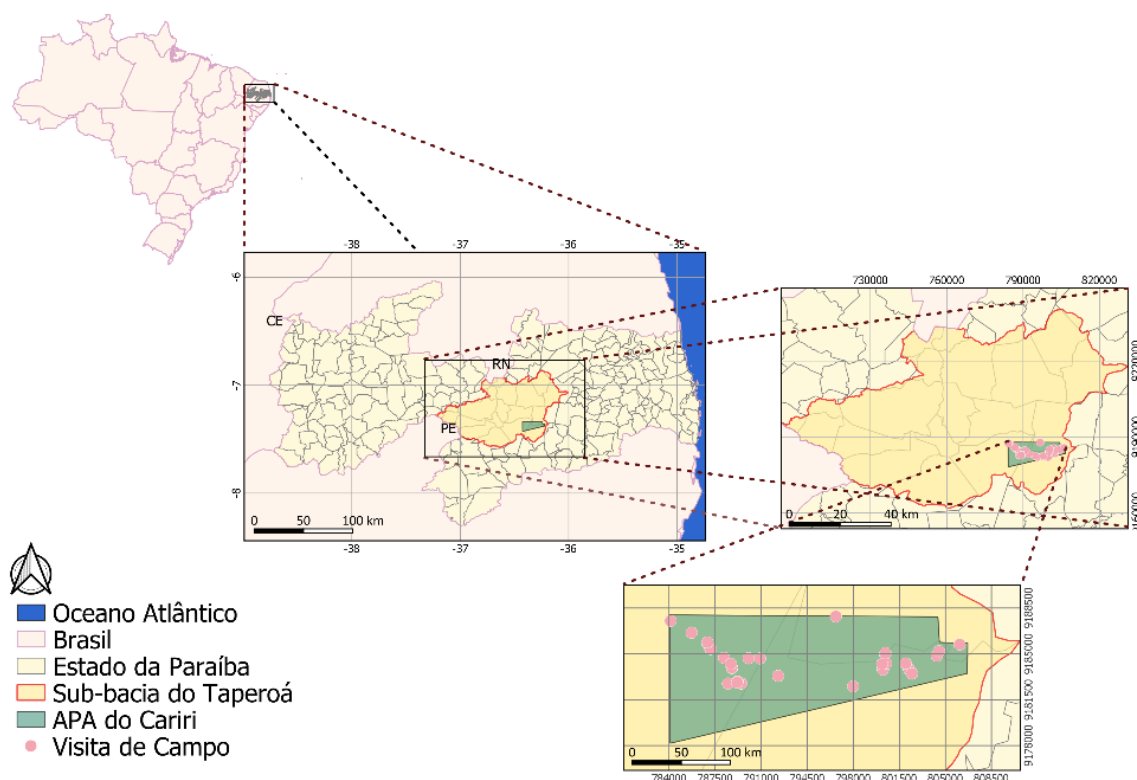 -38 -37 -36 -35
-6
-7
-8
CE
RN
PE
0 50 100 km
-38 -37 -36 -35
730000 760000 790000 820000
9220000
9190000
9160000
0 20 40 km
Oceano Atlântico
Brasil
Estado da Paraíba
Sub-bacia do Taperoá
APA do Cariri
Visita de Campo
9188500
9185000
9181500
9178000
0 50 100 km
784000 787500 791000 794500 798000 801500 805000 808500